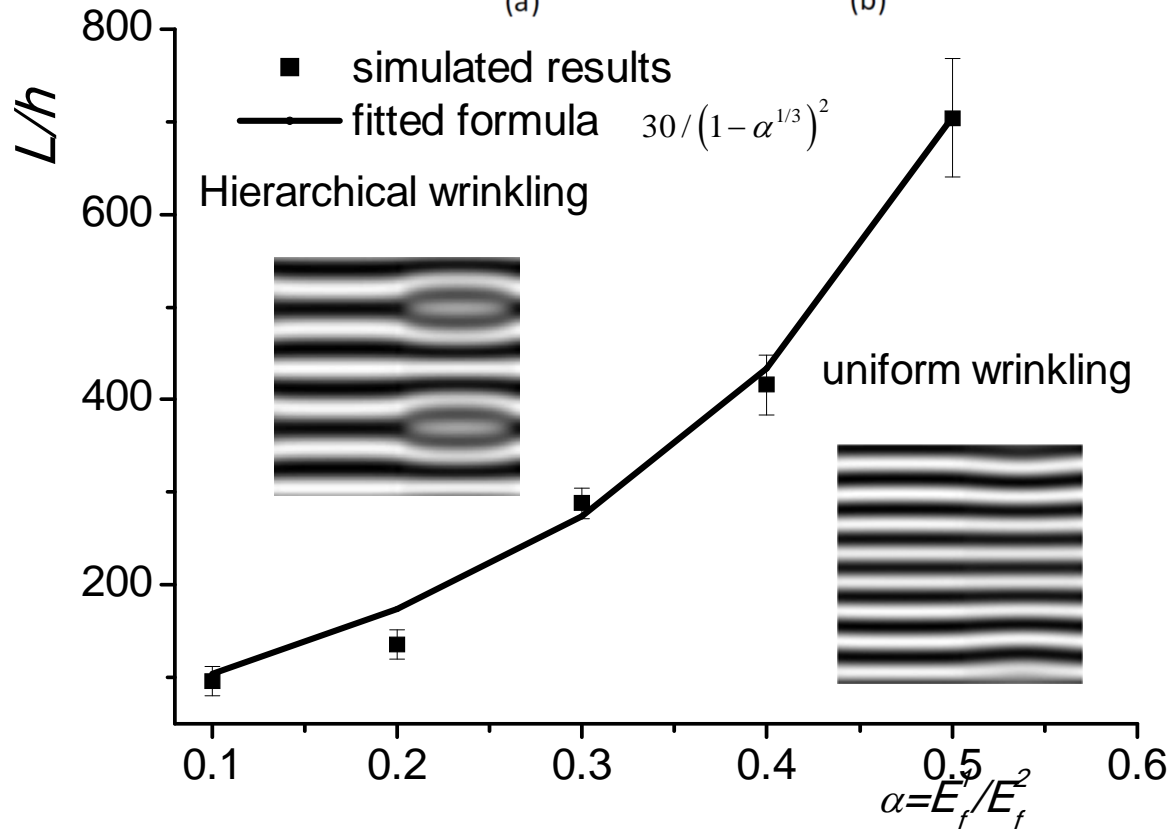 (a) (b)
800
L/h
simulated results
fitted formula 30/(1−α^{1/3})^2
Hierarchical wrinkling
600
400
uniform wrinkling
200
0.1 0.2 0.3 0.4 0.5 0.6
α=E_f^1/E_f^2